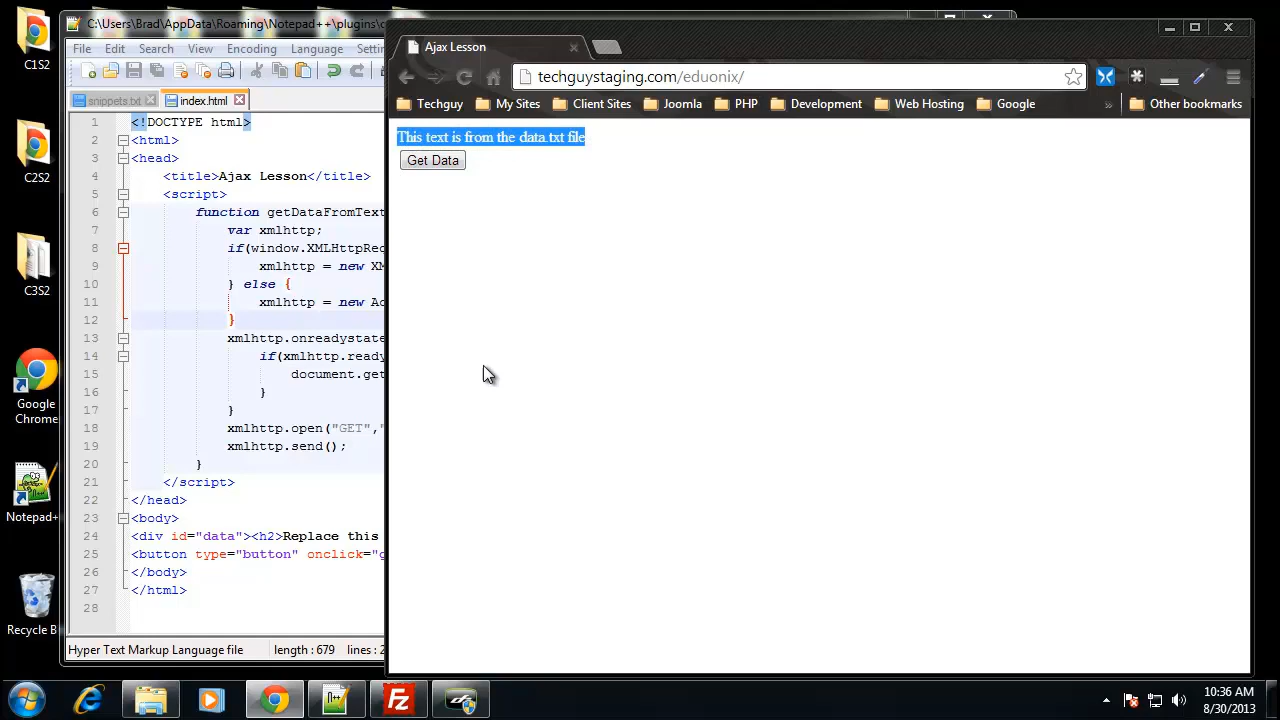 C1S2
C2S2
C3S2
Google
Chrome
Notepad+
Recycle B
C:\Users\Brad\AppData\Roaming\Notepad++\plugins\c
File Edit Search View Encoding Language Settin
snippets.txt index.html
1 <!DOCTYPE html>
2 <html>
3 <head>
4 <title>Ajax Lesson</title>
5 <script>
6 function getDataFromText
7 var xmlhttp;
8 if(window.XMLHttpReq
9 xmlhttp = new XM
10 } else {
11 xmlhttp = new Ac
12 }
13 xmlhttp.onreadystate
14 if(xmlhttp.ready
15 document.get
16 }
17 }
18 xmlhttp.open("GET","
19 xmlhttp.send();
20 }
21 </script>
22 </head>
23 <body>
24 <div id="data"><h2>Replace this
25 <button type="button" onclick="g
26 </body>
27 </html>
28
Hyper Text Markup Language file length : 679 lines : 2
Ajax Lesson
techguystaging.com/eduonix/
Techguy My Sites Client Sites Joomla PHP Development Web Hosting Google » Other bookmarks
This text is from the data.txt file
Get Data
10:36 AM
8/30/2013